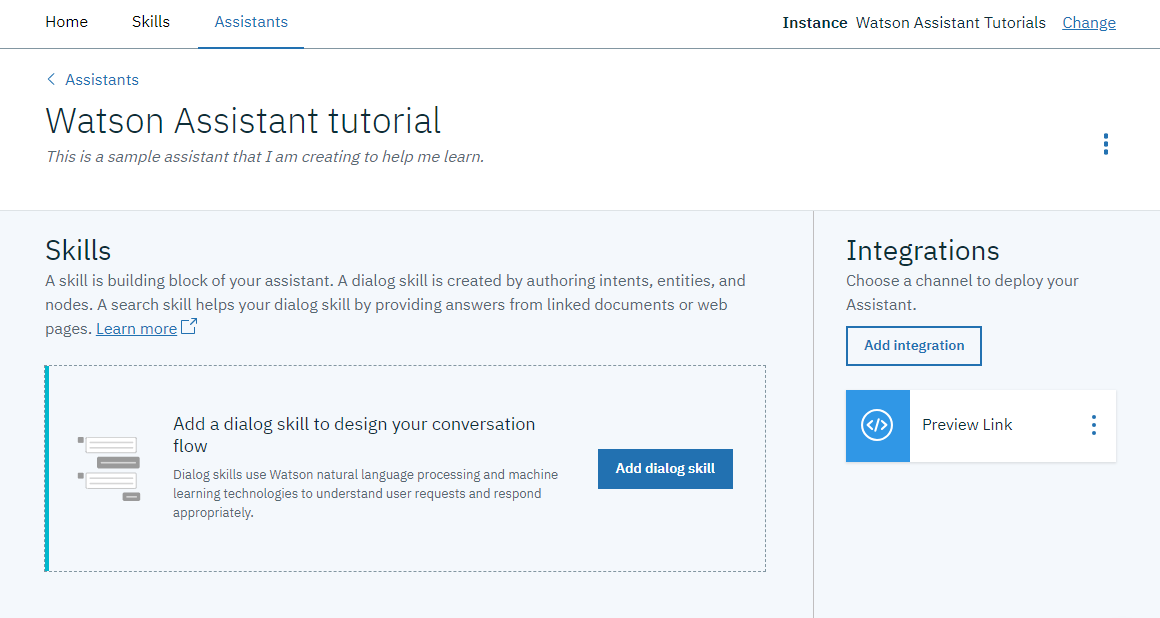 Home Skills Assistants Instance Watson Assistant Tutorials Change
Assistants
Watson Assistant tutorial
This is a sample assistant that I am creating to help me learn.
Skills
A skill is building block of your assistant. A dialog skill is created by authoring intents, entities, and
nodes. A search skill helps your dialog skill by providing answers from linked documents or web
pages. Learn more
Add a dialog skill to design your conversation
flow
Dialog skills use Watson natural language processing and machine
learning technologies to understand user requests and respond
appropriately.
Add dialog skill
Integrations
Choose a channel to deploy your
Assistant.
Add integration
Preview Link